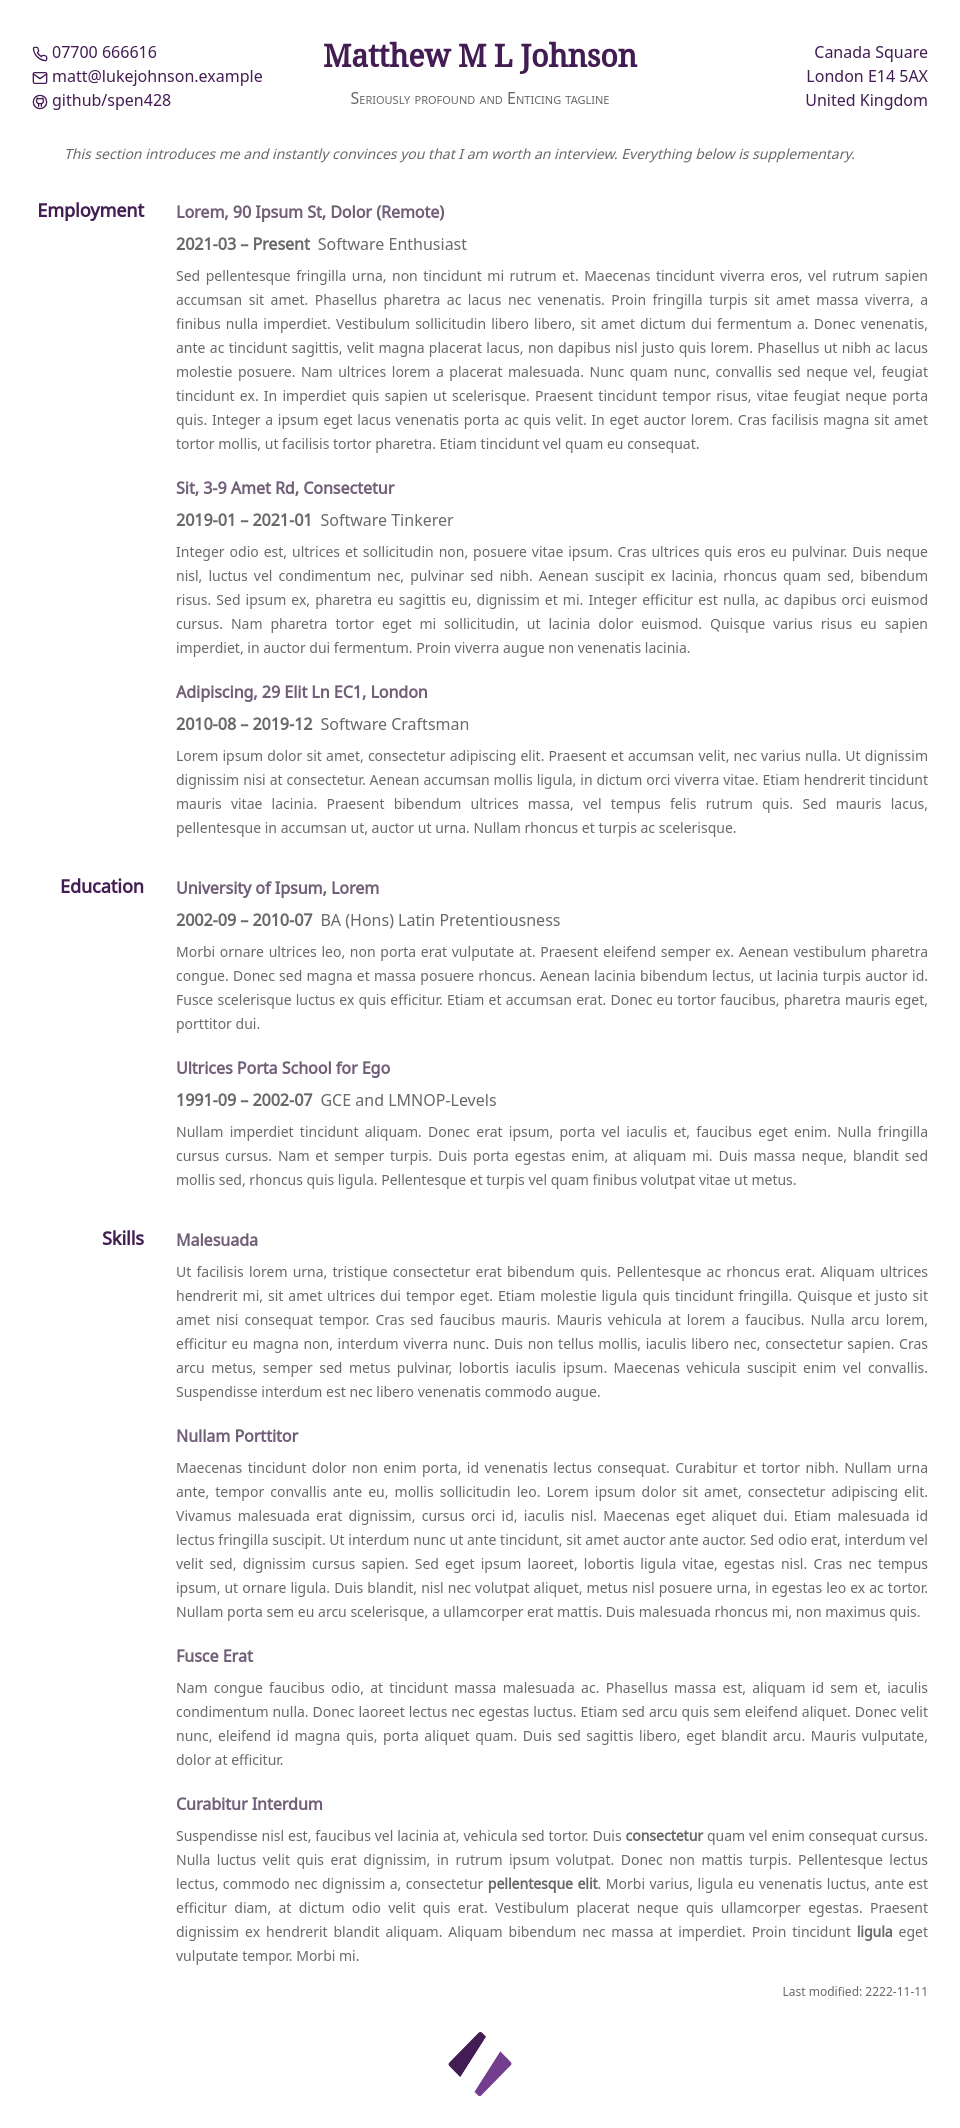 07700 666616
matt@lukejohnson.example
github/spen428
Matthew M L Johnson
Seriously profound and Enticing tagline
Canada Square
London E14 5AX
United Kingdom
This section introduces me and instantly convinces you that I am worth an interview. Everything below is supplementary.
Employment
Lorem, 90 Ipsum St, Dolor (Remote)
2021-03 – Present Software Enthusiast
Sed pellentesque fringilla urna, non tincidunt mi rutrum et. Maecenas tincidunt viverra eros, vel rutrum sapien
accumsan sit amet. Phasellus pharetra ac lacus nec venenatis. Proin fringilla turpis sit amet massa viverra, a
finibus nulla imperdiet. Vestibulum sollicitudin libero libero, sit amet dictum dui fermentum a. Donec venenatis,
ante ac tincidunt sagittis, velit magna placerat lacus, non dapibus nisl justo quis lorem. Phasellus ut nibh ac lacus
molestie posuere. Nam ultrices lorem a placerat malesuada. Nunc quam nunc, convallis sed neque vel, feugiat
tincidunt ex. In imperdiet quis sapien ut scelerisque. Praesent tincidunt tempor risus, vitae feugiat neque porta
quis. Integer a ipsum eget lacus venenatis porta ac quis velit. In eget auctor lorem. Cras facilisis magna sit amet
tortor mollis, ut facilisis tortor pharetra. Etiam tincidunt vel quam eu consequat.
Sit, 3-9 Amet Rd, Consectetur
2019-01 – 2021-01 Software Tinkerer
Integer odio est, ultrices et sollicitudin non, posuere vitae ipsum. Cras ultrices quis eros eu pulvinar. Duis neque
nisl, luctus vel condimentum nec, pulvinar sed nibh. Aenean suscipit ex lacinia, rhoncus quam sed, bibendum
risus. Sed ipsum ex, pharetra eu sagittis eu, dignissim et mi. Integer efficitur est nulla, ac dapibus orci euismod
cursus. Nam pharetra tortor eget mi sollicitudin, ut lacinia dolor euismod. Quisque varius risus eu sapien
imperdiet, in auctor dui fermentum. Proin viverra augue non venenatis lacinia.
Adipiscing, 29 Elit Ln EC1, London
2010-08 – 2019-12 Software Craftsman
Lorem ipsum dolor sit amet, consectetur adipiscing elit. Praesent et accumsan velit, nec varius nulla. Ut dignissim
dignissim nisi at consectetur. Aenean accumsan mollis ligula, in dictum orci viverra vitae. Etiam hendrerit tincidunt
mauris vitae lacinia. Praesent bibendum ultrices massa, vel tempus felis rutrum quis. Sed mauris lacus,
pellentesque in accumsan ut, auctor ut urna. Nullam rhoncus et turpis ac scelerisque.
Education
University of Ipsum, Lorem
2002-09 – 2010-07 BA (Hons) Latin Pretentiousness
Morbi ornare ultrices leo, non porta erat vulputate at. Praesent eleifend semper ex. Aenean vestibulum pharetra
congue. Donec sed magna et massa posuere rhoncus. Aenean lacinia bibendum lectus, ut lacinia turpis auctor id.
Fusce scelerisque luctus ex quis efficitur. Etiam et accumsan erat. Donec eu tortor faucibus, pharetra mauris eget,
porttitor dui.
Ultrices Porta School for Ego
1991-09 – 2002-07 GCE and LMNOP-Levels
Nullam imperdiet tincidunt aliquam. Donec erat ipsum, porta vel iaculis et, faucibus eget enim. Nulla fringilla
cursus cursus. Nam et semper turpis. Duis porta egestas enim, at aliquam mi. Duis massa neque, blandit sed
mollis sed, rhoncus quis ligula. Pellentesque et turpis vel quam finibus volutpat vitae ut metus.
Skills
Malesuada
Ut facilisis lorem urna, tristique consectetur erat bibendum quis. Pellentesque ac rhoncus erat. Aliquam ultrices
hendrerit mi, sit amet ultrices dui tempor eget. Etiam molestie ligula quis tincidunt fringilla. Quisque et justo sit
amet nisi consequat tempor. Cras sed faucibus mauris. Mauris vehicula at lorem a faucibus. Nulla arcu lorem,
efficitur eu magna non, interdum viverra nunc. Duis non tellus mollis, iaculis libero nec, consectetur sapien. Cras
arcu metus, semper sed metus pulvinar, lobortis iaculis ipsum. Maecenas vehicula suscipit enim vel convallis.
Suspendisse interdum est nec libero venenatis commodo augue.
Nullam Porttitor
Maecenas tincidunt dolor non enim porta, id venenatis lectus consequat. Curabitur et tortor nibh. Nullam urna
ante, tempor convallis ante eu, mollis sollicitudin leo. Lorem ipsum dolor sit amet, consectetur adipiscing elit.
Vivamus malesuada erat dignissim, cursus orci id, iaculis nisl. Maecenas eget aliquet dui. Etiam malesuada id
lectus fringilla suscipit. Ut interdum nunc ut ante tincidunt, sit amet auctor ante auctor. Sed odio erat, interdum vel
velit sed, dignissim cursus sapien. Sed eget ipsum laoreet, lobortis ligula vitae, egestas nisl. Cras nec tempus
ipsum, ut ornare ligula. Duis blandit, nisl nec volutpat aliquet, metus nisl posuere urna, in egestas leo ex ac tortor.
Nullam porta sem eu arcu scelerisque, a ullamcorper erat mattis. Duis malesuada rhoncus mi, non maximus quis.
Fusce Erat
Nam congue faucibus odio, at tincidunt massa malesuada ac. Phasellus massa est, aliquam id sem et, iaculis
condimentum nulla. Donec laoreet lectus nec egestas luctus. Etiam sed arcu quis sem eleifend aliquet. Donec velit
nunc, eleifend id magna quis, porta aliquet quam. Duis sed sagittis libero, eget blandit arcu. Mauris vulputate,
dolor at efficitur.
Curabitur Interdum
Suspendisse nisl est, faucibus vel lacinia at, vehicula sed tortor. Duis consectetur quam vel enim consequat cursus.
Nulla luctus velit quis erat dignissim, in rutrum ipsum volutpat. Donec non mattis turpis. Pellentesque lectus
lectus, commodo nec dignissim a, consectetur pellentesque elit. Morbi varius, ligula eu venenatis luctus, ante est
efficitur diam, at dictum odio velit quis erat. Vestibulum placerat neque quis ullamcorper egestas. Praesent
dignissim ex hendrerit blandit aliquam. Aliquam bibendum nec massa at imperdiet. Proin tincidunt ligula eget
vulputate tempor. Morbi mi.
Last modified: 2222-11-11